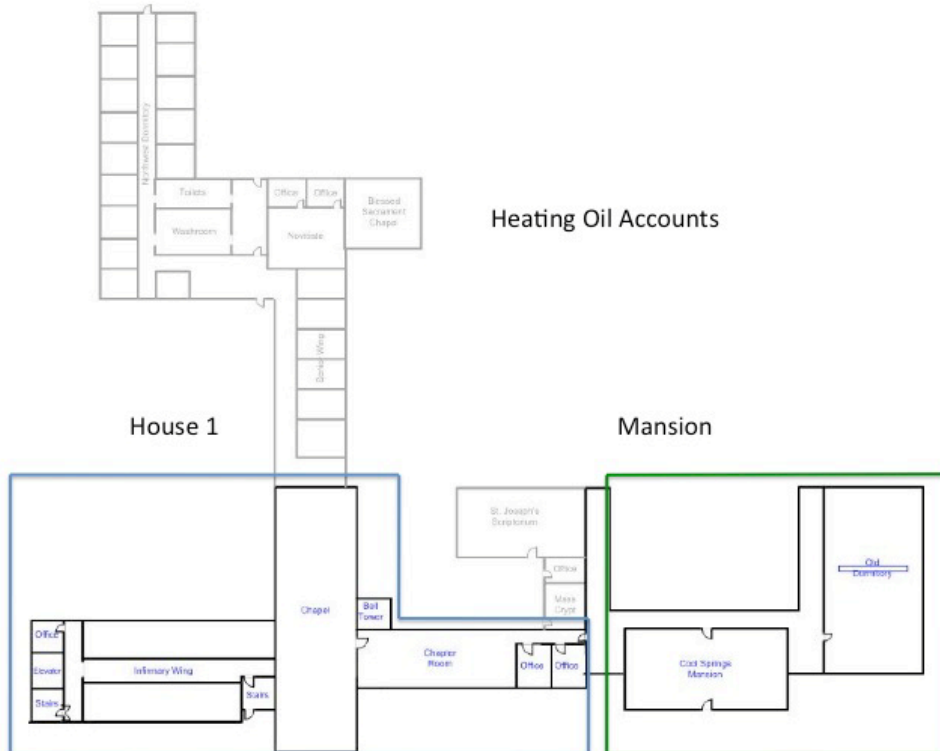 Northwest Dormitory
Toilets
Washroom
Office
Office
Novitiate
Blessed
Sacrament
Chapel
Heating Oil Accounts
Senior Wing
House 1
Mansion
St. Joseph's
Scriptorium
Office
Mass
Crypt
Old
Dormitory
Chapel
Bell
Tower
Office
Elevator
Stairs
Infirmary Wing
Stairs
Chapter
Room
Office
Office
Cool Springs
Mansion